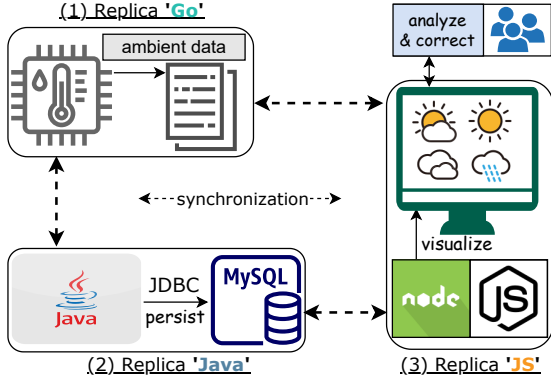 (1) Replica 'Go'
ambient data
analyze
& correct
synchronization
visualize
Java
JDBC
persist
MySQL
node
JS
(2) Replica 'Java'
(3) Replica 'JS'